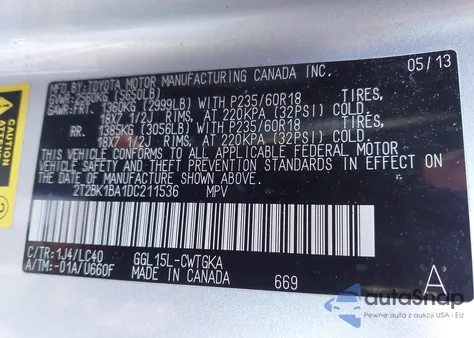 MFD. BY: TOYOTA MOTOR MANUFACTURING CANADA INC. 05/13
GVWR: 2580KG (5690LB)
GAWR: FRT. 1360KG (2999LB) WITH P235/60R18 TIRES,
18X7 1/2J RIMS, AT 220KPA (32PSI) COLD.
RR. 1385KG (3056LB) WITH P235/60R18 TIRES,
18X7 1/2J RIMS, AT 220KPA (32PSI) COLD.
THIS VEHICLE CONFORMS TO ALL APPLICABLE FEDERAL MOTOR
VEHICLE SAFETY AND THEFT PREVENTION STANDARDS IN EFFECT ON
THE DATE OF MANUFACTURE SHOWN ABOVE.
2T2BK1BA1DC211536 MPV
C/TR: 1J4/LC40 GGL15L-CWTGKA
A/TM: -01A/U660F MADE IN CANADA 669 A
CAUTION
autoSnap
Pewne auta z aukcji USA i EU